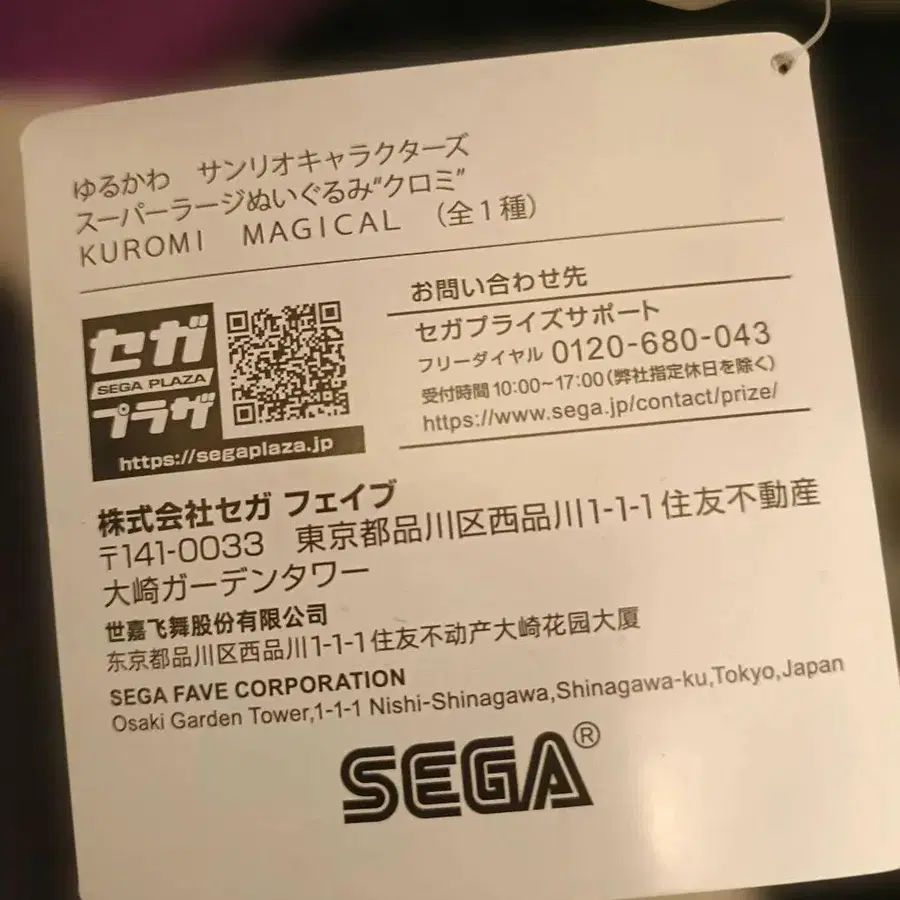 ゆるかわ サンリオキャラクターズ
スーパーラージぬいぐるみ“クロミ”
KUROMI MAGICAL （全1種）
セガ
SEGA PLAZA
プラザ
https://segaplaza.jp
お問い合わせ先
セガプライズサポート
フリーダイヤル 0120-680-043
受付時間 10:00～17:00（弊社指定休日を除く）
https://www.sega.jp/contact/prize/
株式会社セガ フェイブ
〒141-0033 東京都品川区西品川1-1-1 住友不動産
大崎ガーデンタワー
世嘉飞舞股份有限公司
东京都品川区西品川1-1-1 住友不动产大崎花园大厦
SEGA FAVE CORPORATION
Osaki Garden Tower,1-1-1 Nishi-Shinagawa,Shinagawa-ku,Tokyo,Japan
SEGA®